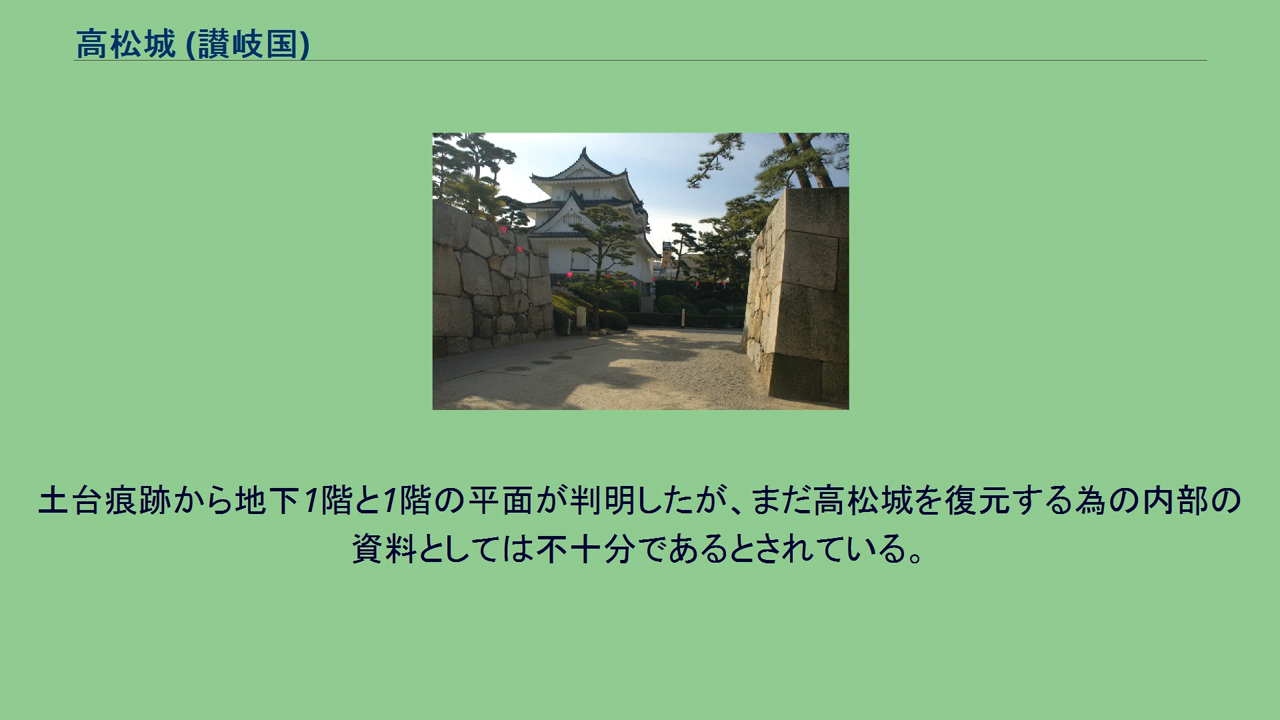 高松城 (讃岐国)
土台痕跡から地下1階と1階の平面が判明したが、まだ高松城を復元する為の内部の
資料としては不十分であるとされている。